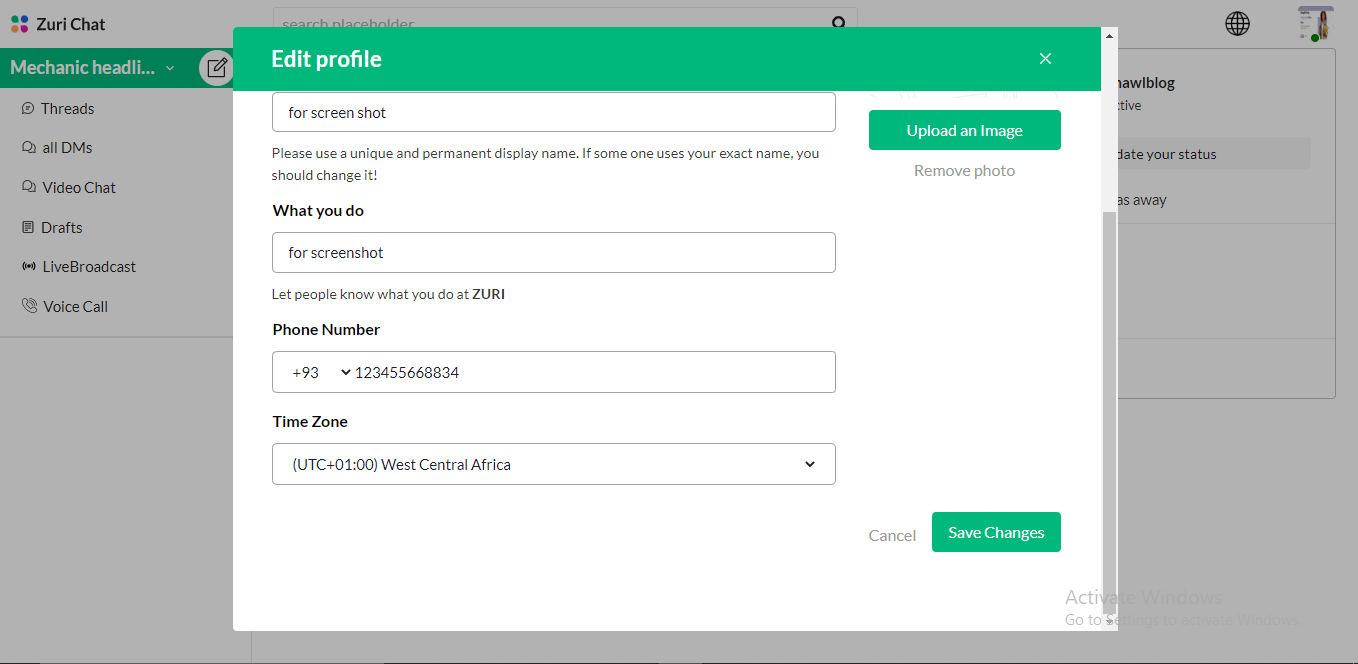 Zuri Chat
search placeholder
Mechanic headli...
Threads
all DMs
Video Chat
Drafts
LiveBroadcast
Voice Call
Edit profile
for screen shot
Please use a unique and permanent display name. If some one uses your exact name, you
should change it!
What you do
for screenshot
Let people know what you do at ZURI
Phone Number
+93 123455668834
Time Zone
(UTC+01:00) West Central Africa
Upload an Image
Remove photo
Cancel
Save Changes
your status
away
Activate Windows
Go to Settings to activate Windows.